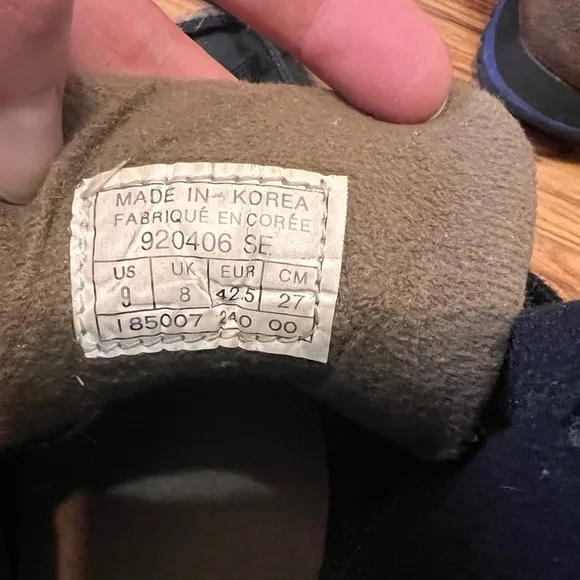 MADE IN KOREA
FABRIQUÉ EN CORÉE
920406 SE
US UK EUR CM
9 8 42.5 27
185007 240 00